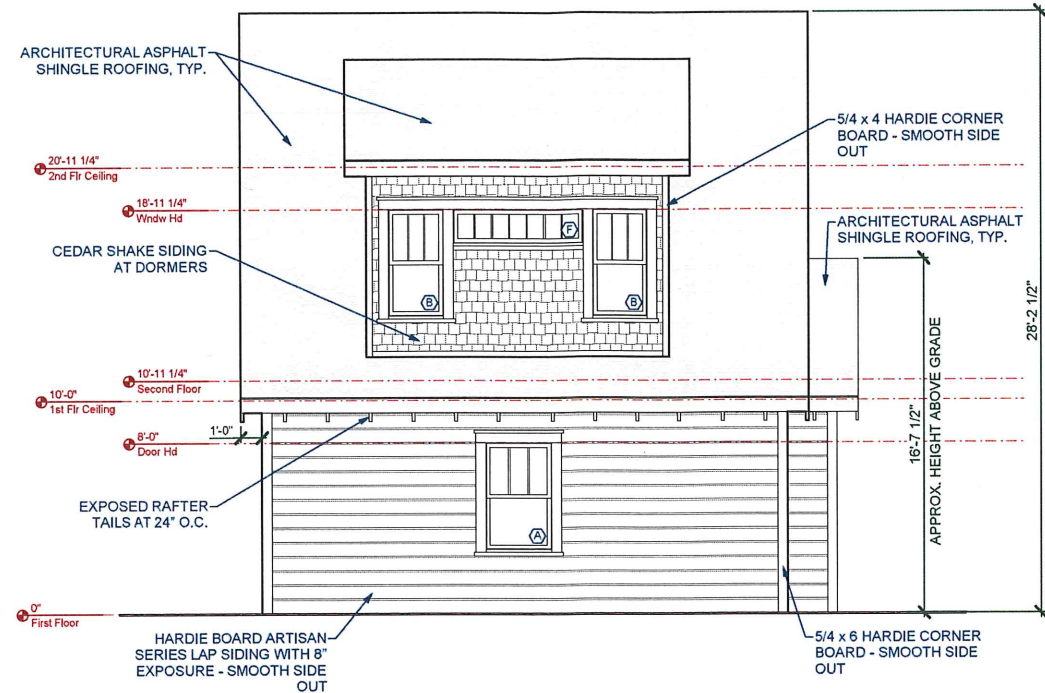 ARCHITECTURAL ASPHALT
SHINGLE ROOFING, TYP.
5/4 x 4 HARDIE CORNER
BOARD - SMOOTH SIDE
OUT
20'-11 1/4"
2nd Flr Ceiling
18'-11 1/4"
Wndw Hd
ARCHITECTURAL ASPHALT
SHINGLE ROOFING, TYP.
F
CEDAR SHAKE SIDING
AT DORMERS
B
B
28'-2 1/2"
10'-11 1/4"
Second Floor
10'-0"
1st Flr Ceiling
1'-0"
8'-0"
Door Hd
16'-7 1/2"
APPROX. HEIGHT ABOVE GRADE
EXPOSED RAFTER
TAILS AT 24" O.C.
A
0"
First Floor
HARDIE BOARD ARTISAN
SERIES LAP SIDING WITH 8"
EXPOSURE - SMOOTH SIDE
OUT
5/4 x 6 HARDIE CORNER
BOARD - SMOOTH SIDE
OUT